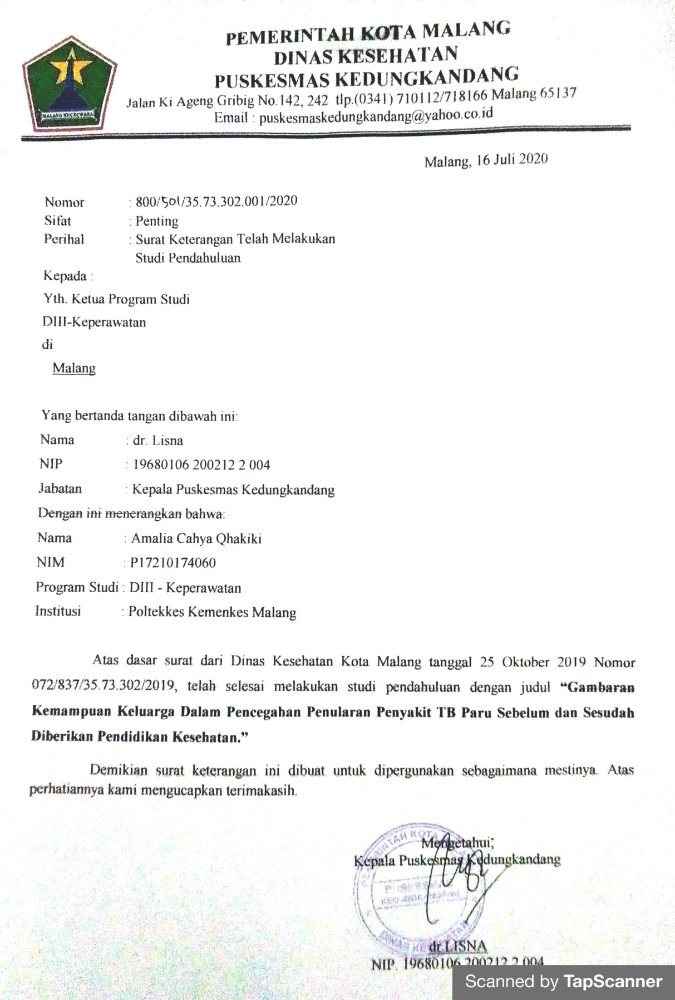 PEMERINTAH KOTA MALANG
DINAS KESEHATAN
PUSKESMAS KEDUNGKANDANG
Jalan Ki Ageng Gribig No.142, 242 tlp.(0341) 710112/718166 Malang 65137
Email : puskesmaskedungkandang@yahoo.co.id
MALANG KUCECWARA
Malang, 16 Juli 2020
Nomor : 800/501/35.73.302.001/2020
Sifat : Penting
Perihal : Surat Keterangan Telah Melakukan
Studi Pendahuluan
Kepada :
Yth. Ketua Program Studi
DIII-Keperawatan
di
Malang
Yang bertanda tangan dibawah ini:
Nama : dr. Lisna
NIP : 19680106 200212 2 004
Jabatan : Kepala Puskesmas Kedungkandang
Dengan ini menerangkan bahwa:
Nama : Amalia Cahya Qhakiki
NIM : P17210174060
Program Studi : DIII - Keperawatan
Institusi : Poltekkes Kemenkes Malang
Atas dasar surat dari Dinas Kesehatan Kota Malang tanggal 25 Oktober 2019 Nomor
072/837/35.73.302/2019, telah selesai melakukan studi pendahuluan dengan judul “Gambaran
Kemampuan Keluarga Dalam Pencegahan Penularan Penyakit TB Paru Sebelum dan Sesudah
Diberikan Pendidikan Kesehatan.”
Demikian surat keterangan ini dibuat untuk dipergunakan sebagaimana mestinya. Atas
perhatiannya kami mengucapkan terimakasih.
Mengetahui,
Kepala Puskesmas Kedungkandang
PEMERINTAH KOTA
PUSKESMAS
KEDUNGKANDANG
DINAS KESEHATAN
dr.LISNA
NIP. 19680106 200212 2 004
Scanned by TapScanner